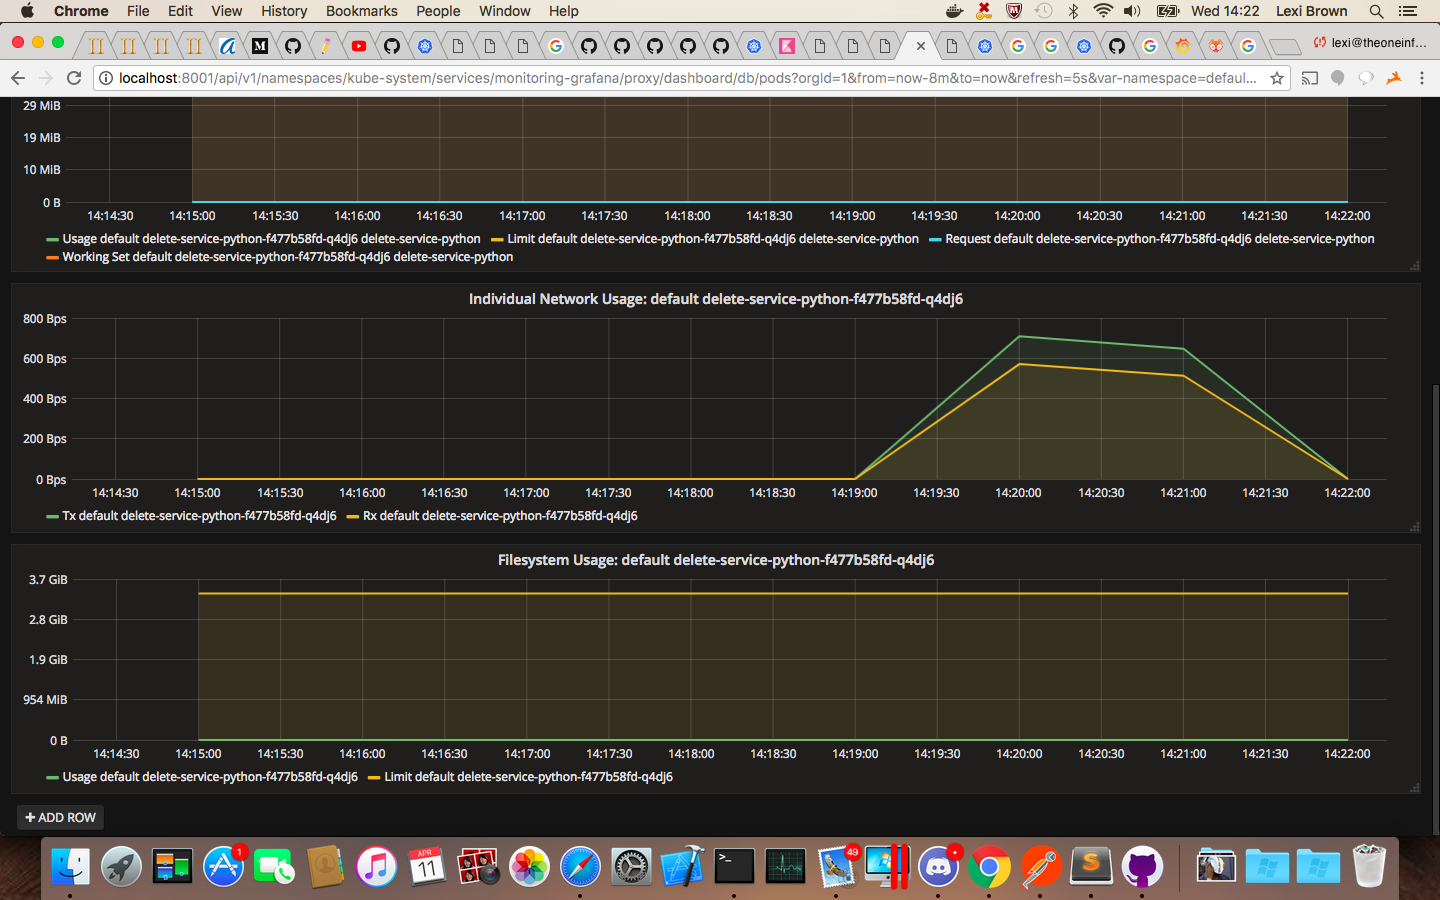 Chrome File Edit View History Bookmarks People Window Help Wed 14:22 Lexi Brown
lexi@theoneinf...
localhost:8001/api/v1/namespaces/kube-system/services/monitoring-grafana/proxy/dashboard/db/pods?orgId=1&from=now-8m&to=now&refresh=5s&var-namespace=defaul...
29 MiB
19 MiB
10 MiB
0 B
14:14:30 14:15:00 14:15:30 14:16:00 14:16:30 14:17:00 14:17:30 14:18:00 14:18:30 14:19:00 14:19:30 14:20:00 14:20:30 14:21:00 14:21:30 14:22:00
Usage default delete-service-python-f477b58fd-q4dj6 delete-service-python Limit default delete-service-python-f477b58fd-q4dj6 delete-service-python Request default delete-service-python-f477b58fd-q4dj6 delete-service-python
Working Set default delete-service-python-f477b58fd-q4dj6 delete-service-python
Individual Network Usage: default delete-service-python-f477b58fd-q4dj6
800 Bps
600 Bps
400 Bps
200 Bps
0 Bps
14:14:30 14:15:00 14:15:30 14:16:00 14:16:30 14:17:00 14:17:30 14:18:00 14:18:30 14:19:00 14:19:30 14:20:00 14:20:30 14:21:00 14:21:30 14:22:00
Tx default delete-service-python-f477b58fd-q4dj6 Rx default delete-service-python-f477b58fd-q4dj6
Filesystem Usage: default delete-service-python-f477b58fd-q4dj6
3.7 GiB
2.8 GiB
1.9 GiB
954 MiB
0 B
14:14:30 14:15:00 14:15:30 14:16:00 14:16:30 14:17:00 14:17:30 14:18:00 14:18:30 14:19:00 14:19:30 14:20:00 14:20:30 14:21:00 14:21:30 14:22:00
Usage default delete-service-python-f477b58fd-q4dj6 Limit default delete-service-python-f477b58fd-q4dj6
+ ADD ROW
1
APR
11
49